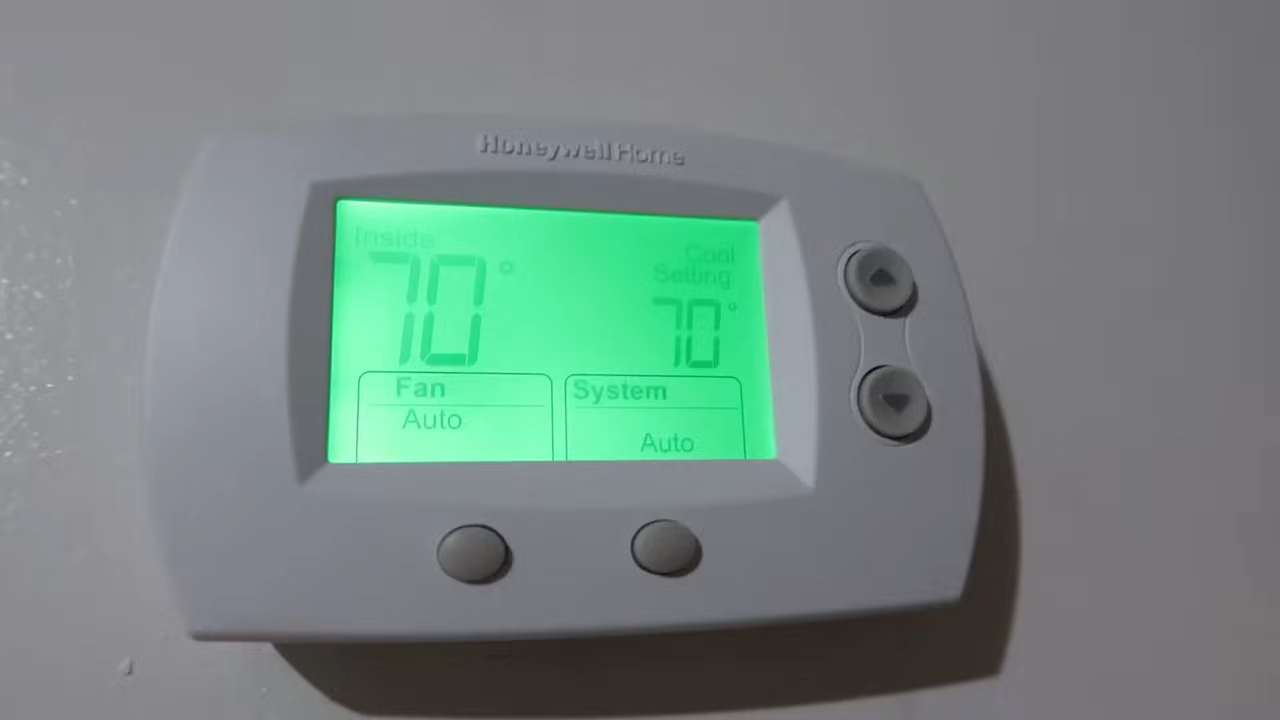 Honeywell Home
Inside
70°
Cool
Setting
70°
Fan
Auto
System
Auto